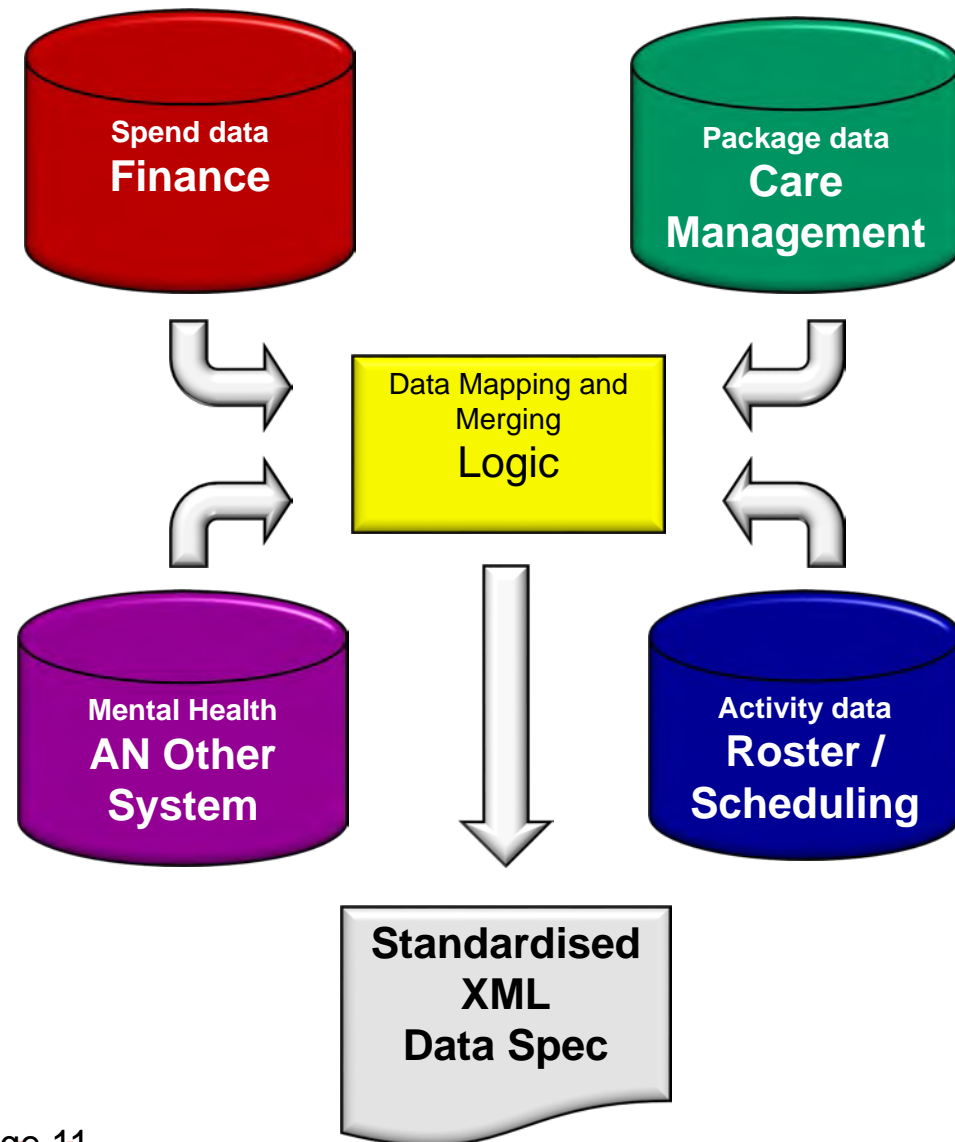 Spend data
Finance
Package data
Care
Management
Data Mapping and
Merging
Logic
Mental Health
AN Other
System
Activity data
Roster /
Scheduling
Standardised
XML
Data Spec
11